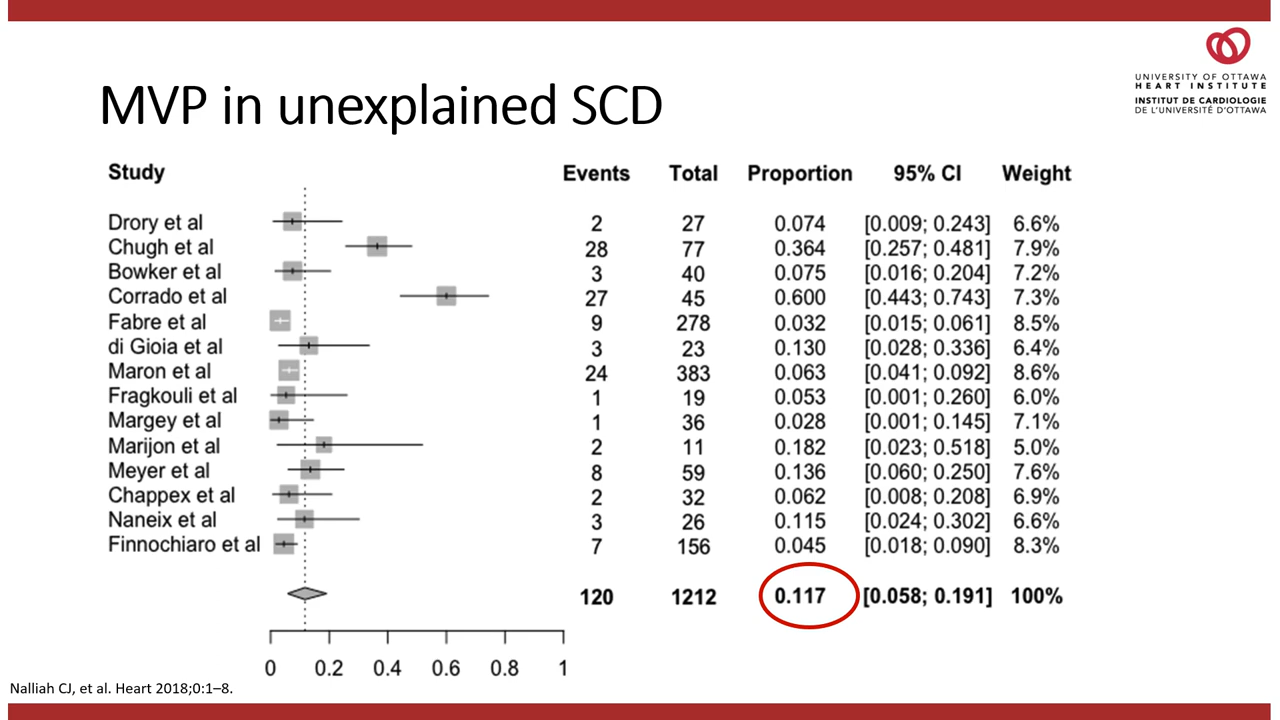 UNIVERSITY OF OTTAWA
HEART INSTITUTE
INSTITUT DE CARDIOLOGIE
DE L'UNIVERSITÉ D'OTTAWA
MVP in unexplained SCD
Study Events Total Proportion 95% CI Weight
Drory et al 2 27 0.074 [0.009; 0.243] 6.6%
Chugh et al 28 77 0.364 [0.257; 0.481] 7.9%
Bowker et al 3 40 0.075 [0.016; 0.204] 7.2%
Corrado et al 27 45 0.600 [0.443; 0.743] 7.3%
Fabre et al 9 278 0.032 [0.015; 0.061] 8.5%
di Gioia et al 3 23 0.130 [0.028; 0.336] 6.4%
Maron et al 24 383 0.063 [0.041; 0.092] 8.6%
Fragkouli et al 1 19 0.053 [0.001; 0.260] 6.0%
Margey et al 1 36 0.028 [0.001; 0.145] 7.1%
Marijon et al 2 11 0.182 [0.023; 0.518] 5.0%
Meyer et al 8 59 0.136 [0.060; 0.250] 7.6%
Chappex et al 2 32 0.062 [0.008; 0.208] 6.9%
Naneix et al 3 26 0.115 [0.024; 0.302] 6.6%
Finnochiaro et al 7 156 0.045 [0.018; 0.090] 8.3%
120 1212 0.117 [0.058; 0.191] 100%
0 0.2 0.4 0.6 0.8 1
Nalliah CJ, et al. Heart 2018;0:1–8.